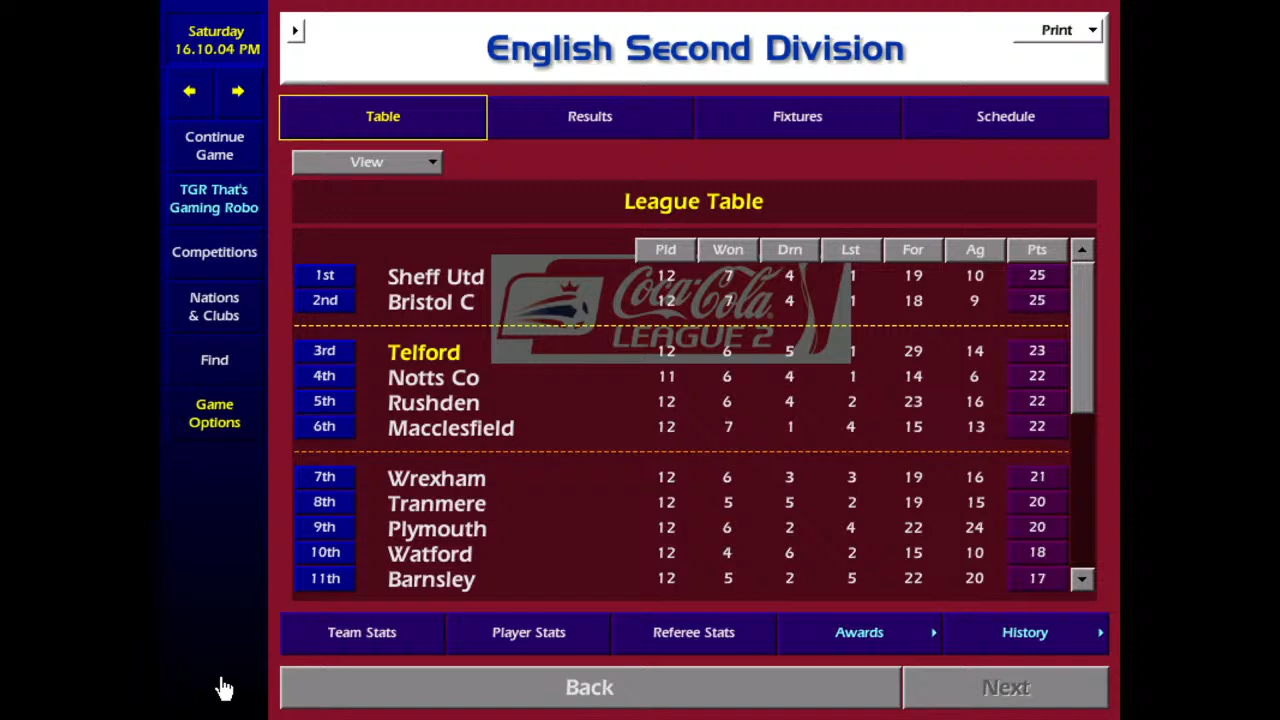 Saturday
16.10.04 PM
Continue
Game
TGR That's
Gaming Robo
Competitions
Nations
& Clubs
Find
Game
Options
English Second Division
Print
Table Results Fixtures Schedule
View
League Table
Pld Won Drn Lst For Ag Pts
1st Sheff Utd 12 7 4 1 19 10 25
2nd Bristol C 12 7 4 1 18 9 25
3rd Telford 12 6 5 1 29 14 23
4th Notts Co 11 6 4 1 14 6 22
5th Rushden 12 6 4 2 23 16 22
6th Macclesfield 12 7 1 4 15 13 22
7th Wrexham 12 6 3 3 19 16 21
8th Tranmere 12 5 5 2 19 15 20
9th Plymouth 12 6 2 4 22 24 20
10th Watford 12 4 6 2 15 10 18
11th Barnsley 12 5 2 5 22 20 17
Coca-Cola
LEAGUE 2
Team Stats Player Stats Referee Stats Awards History
Back Next